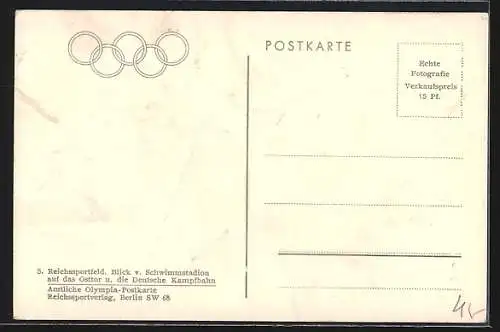 POSTKARTE
Echte
Fotografie
Verkaufspreis
15 Pf.
3. Reichssportfeld. Blick v. Schwimmstadion
auf das Osttor u. die Deutsche Kampfbahn
Amtliche Olympia-Postkarte
Reichssportverlag, Berlin SW 68